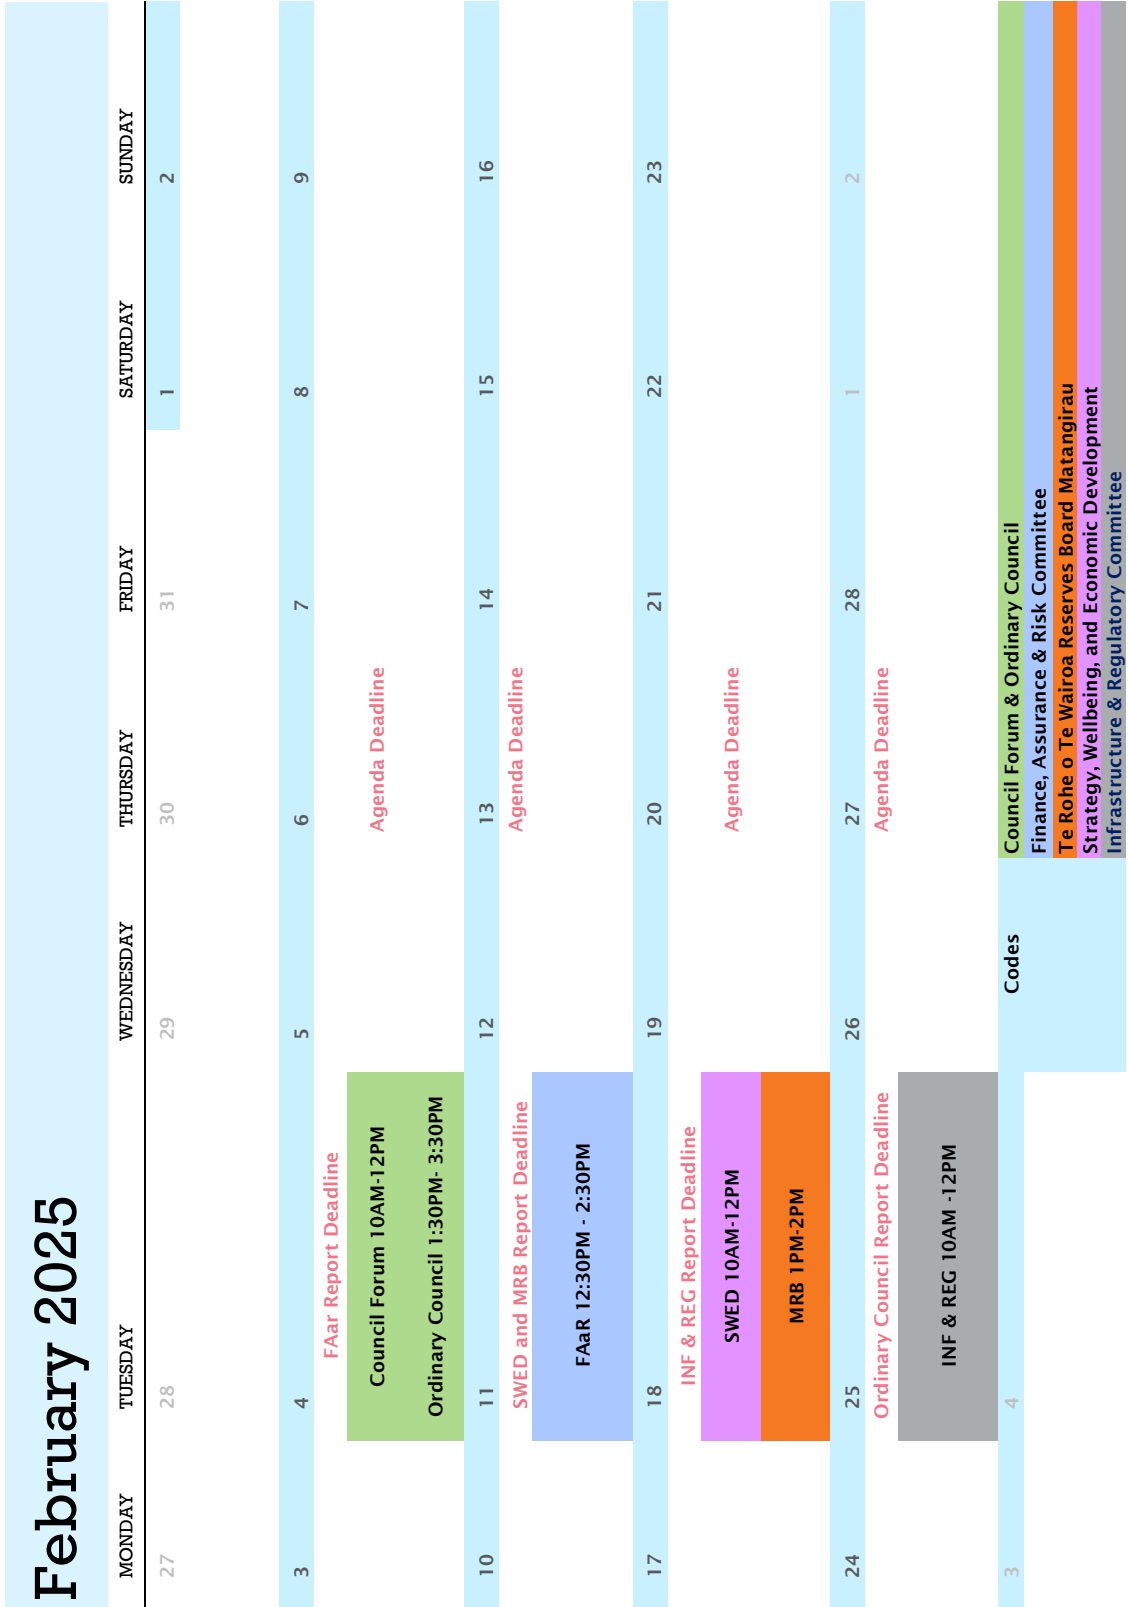 February 2025
MONDAY TUESDAY WEDNESDAY THURSDAY FRIDAY SATURDAY SUNDAY
27 28 29 30 31 1 2
3 4 5 6 7 8 9
FAar Report Deadline
Council Forum 10AM-12PM Agenda Deadline
Ordinary Council 1:30PM- 3:30PM
10 11 12 13 14 15 16
SWED and MRB Report Deadline Agenda Deadline
FAaR 12:30PM - 2:30PM
17 18 19 20 21 22 23
INF & REG Report Deadline
SWED 10AM-12PM Agenda Deadline
MRB 1PM-2PM
24 25 26 27 28 1 2
Ordinary Council Report Deadline Agenda Deadline
INF & REG 10AM -12PM
3 4 Codes Council Forum & Ordinary Council
Finance, Assurance & Risk Committee
Te Rohe o Te Wairoa Reserves Board Matangirau
Strategy, Wellbeing, and Economic Development
Infrastructure & Regulatory Committee